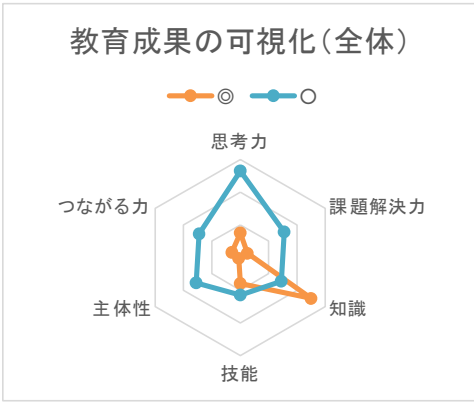 教育成果の可視化（全体）
◎ ○
思考力
つながる力 課題解決力
主体性 知識
技能